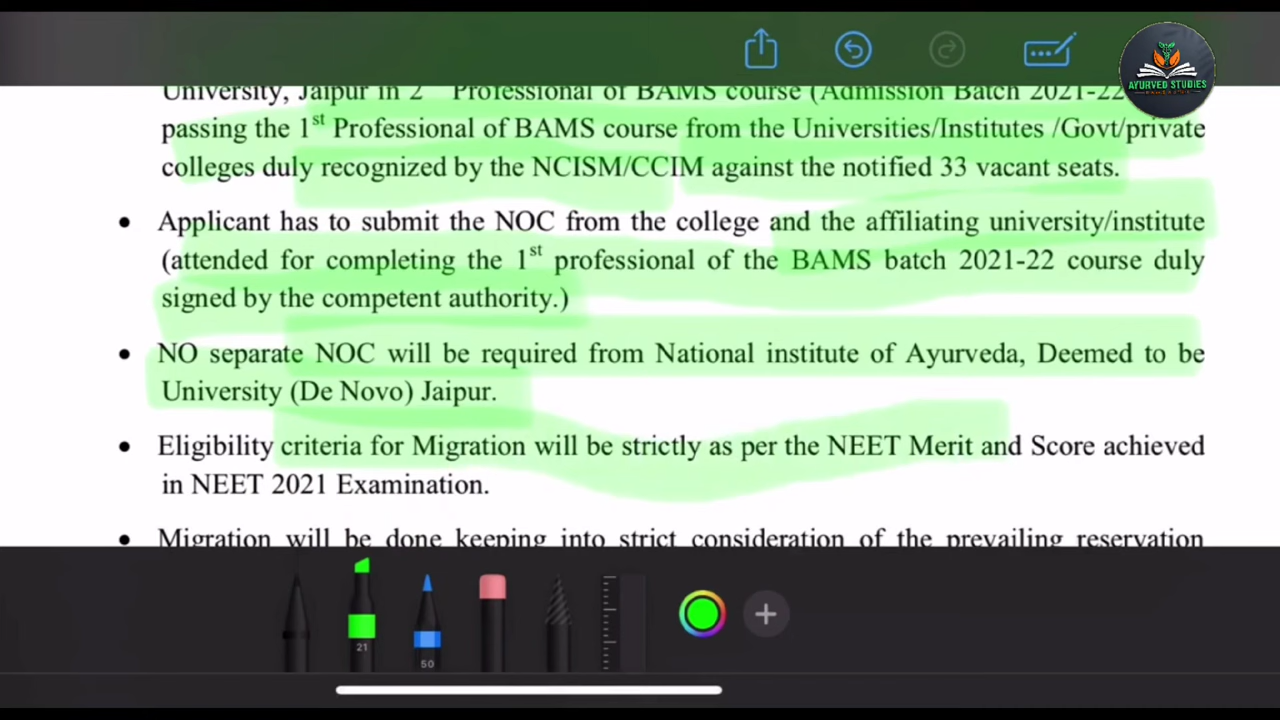 University, Jaipur in 2 Professional of BAMS course (Admission Batch 2021-22
passing the 1st Professional of BAMS course from the Universities/Institutes /Govt/private
colleges duly recognized by the NCISM/CCIM against the notified 33 vacant seats.
• Applicant has to submit the NOC from the college and the affiliating university/institute
(attended for completing the 1st professional of the BAMS batch 2021-22 course duly
signed by the competent authority.)
• NO separate NOC will be required from National institute of Ayurveda, Deemed to be
University (De Novo) Jaipur.
• Eligibility criteria for Migration will be strictly as per the NEET Merit and Score achieved
in NEET 2021 Examination.
• Migration will be done keeping into strict consideration of the prevailing reservation
AYURVED STUDIES
21
50